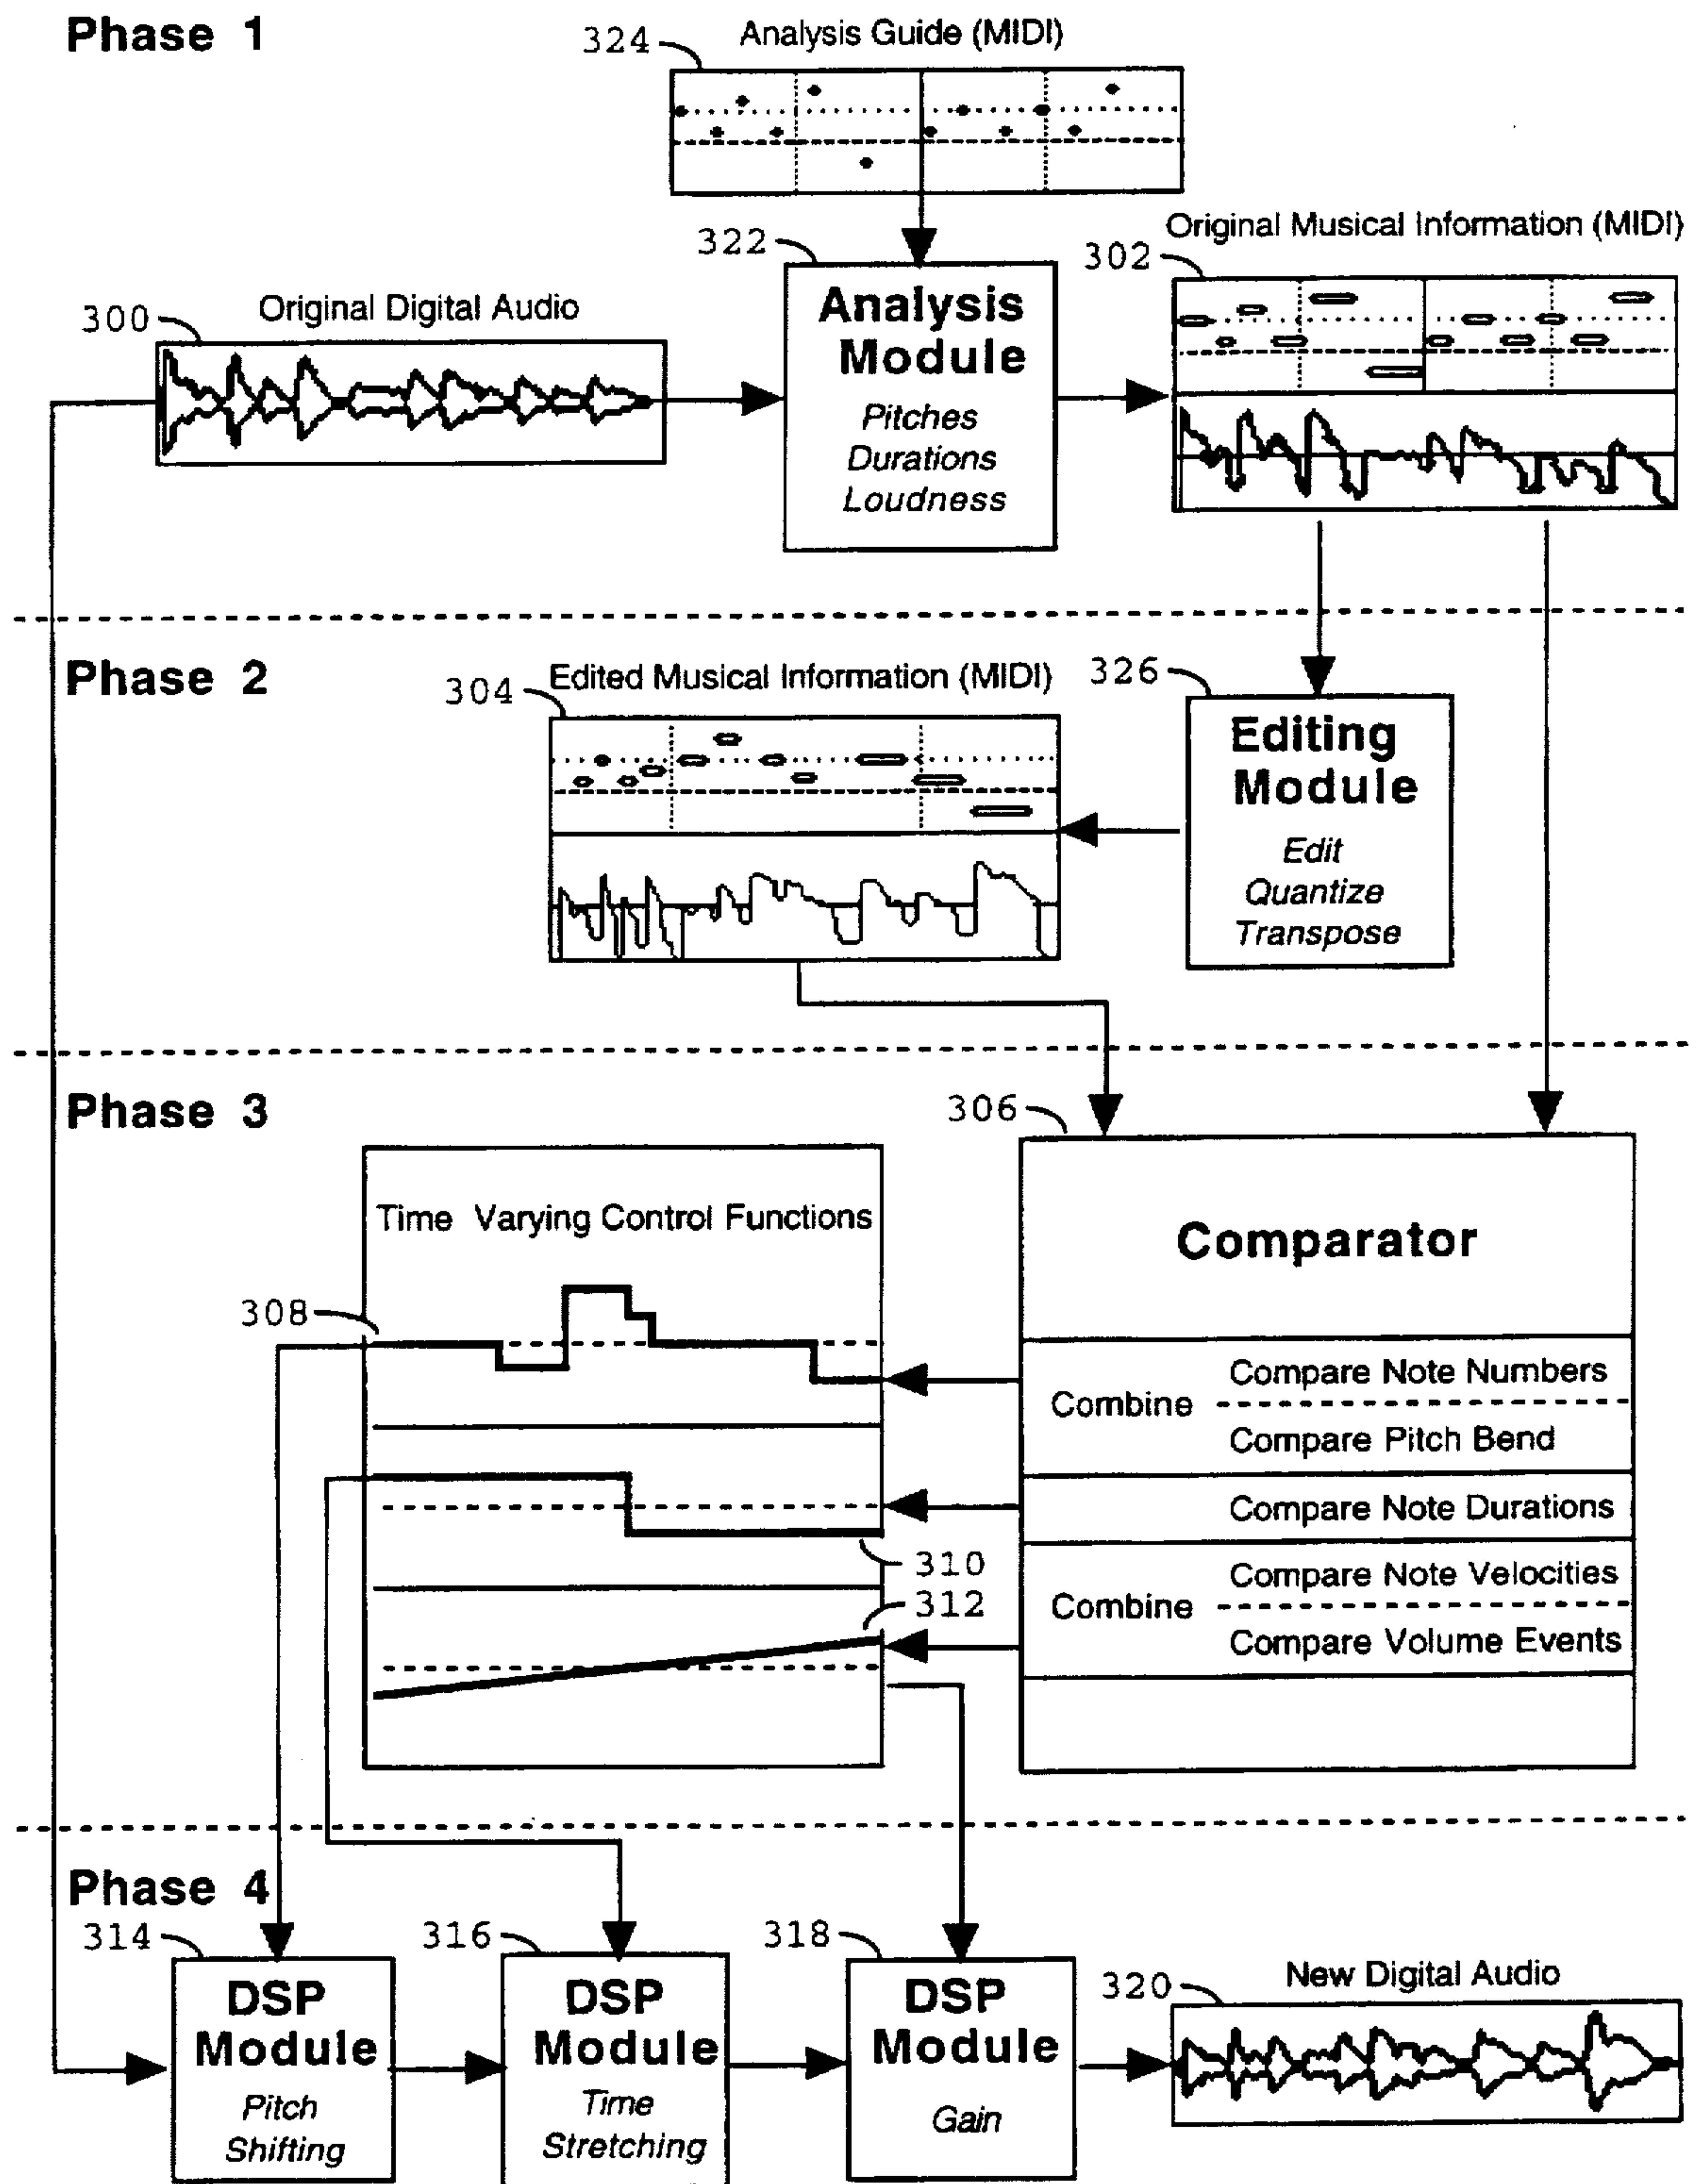 Phase 1
324
Analysis Guide (MIDI)
322
Original Musical Information (MIDI)
302
300
Original Digital Audio
Analysis
Module
Pitches
Durations
Loudness
Phase 2
304
Edited Musical Information (MIDI)
326
Editing
Module
Edit
Quantize
Transpose
Phase 3
306
Time Varying Control Functions
Comparator
308
Combine
Compare Note Numbers
Compare Pitch Bend
Compare Note Durations
310
Combine
Compare Note Velocities
Compare Volume Events
312
Phase 4
314
DSP
Module
Pitch
Shifting
316
DSP
Module
Time
Stretching
318
DSP
Module
Gain
320
New Digital Audio